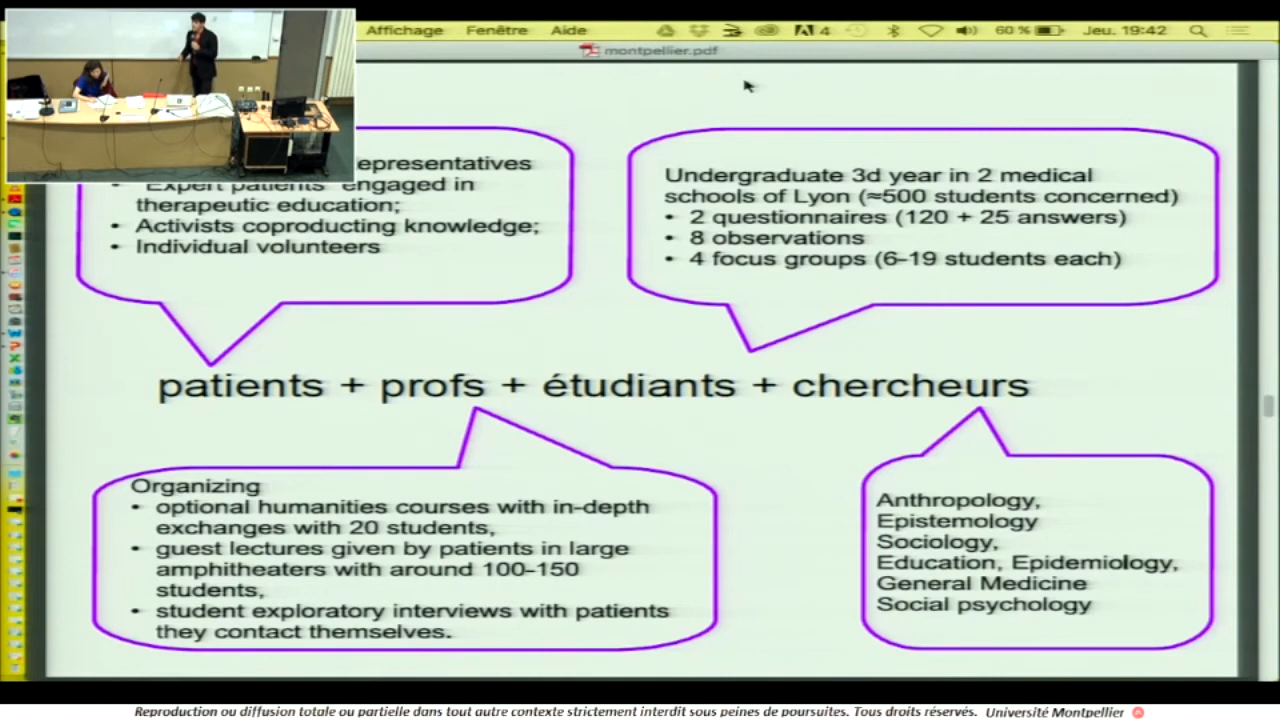 Affichage Fenêtre Aide 4 60 % Jeu. 19:42
montpellier.pdf
epresentatives
• "Expert patients" engaged in
therapeutic education;
• Activists coproducting knowledge;
• Individual volunteers
Undergraduate 3d year in 2 medical
schools of Lyon (≈500 students concerned)
• 2 questionnaires (120 + 25 answers)
• 8 observations
• 4 focus groups (6-19 students each)
patients + profs + étudiants + chercheurs
Organizing
• optional humanities courses with in-depth
exchanges with 20 students,
• guest lectures given by patients in large
amphitheaters with around 100-150
students,
• student exploratory interviews with patients
they contact themselves.
Anthropology,
Epistemology
Sociology,
Education, Epidemiology,
General Medicine
Social psychology
Reproduction ou diffusion totale ou partielle dans tout autre contexte strictement interdit sous peines de poursuites. Tous droits réservés. Université Montpellier